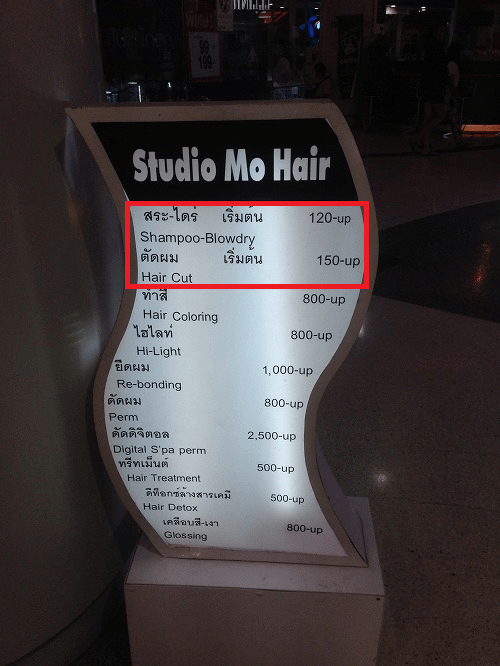 99
199
Studio Mo Hair
สระ-ไดร์ เริ่มต้น 120-up
Shampoo-Blowdry
ตัดผม เริ่มต้น 150-up
Hair Cut
ทำสี 800-up
Hair Coloring
ไฮไลท์ 800-up
Hi-Light
ยืดผม 1,000-up
Re-bonding
ดัดผม 800-up
Perm
ดัดดิจิตอล 2,500-up
Digital S'pa perm
ทรีทเม็นต์ 500-up
Hair Treatment
ดีท็อกซ์ล้างสารเคมี 500-up
Hair Detox
เคลือบสี-เงา 800-up
Glossing